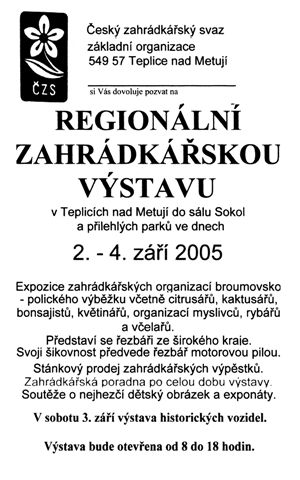 Český zahrádkářský svaz
základní organizace
549 57 Teplice nad Metují
ČZS
si Vás dovoluje pozvat na
REGIONÁLNÍ
ZAHRÁDKÁŘSKOU
VÝSTAVU
v Teplicích nad Metují do sálu Sokol
a přilehlých parků ve dnech
2. - 4. září 2005
Expozice zahrádkářských organizací broumovsko
- polického výběžku včetně citrusářů, kaktusářů,
bonsajistů, květinářů, organizací myslivců, rybářů
a včelařů.
Představí se řezbáři ze širokého kraje.
Svoji šikovnost předvede řezbář motorovou pilou.
Stánkový prodej zahrádkářských výpěstků.
Zahrádkářská poradna po celou dobu výstavy.
Soutěže o nejhezčí dětský obrázek a exponáty.
V sobotu 3. září výstava historických vozidel.
Výstava bude otevřena od 8 do 18 hodin.